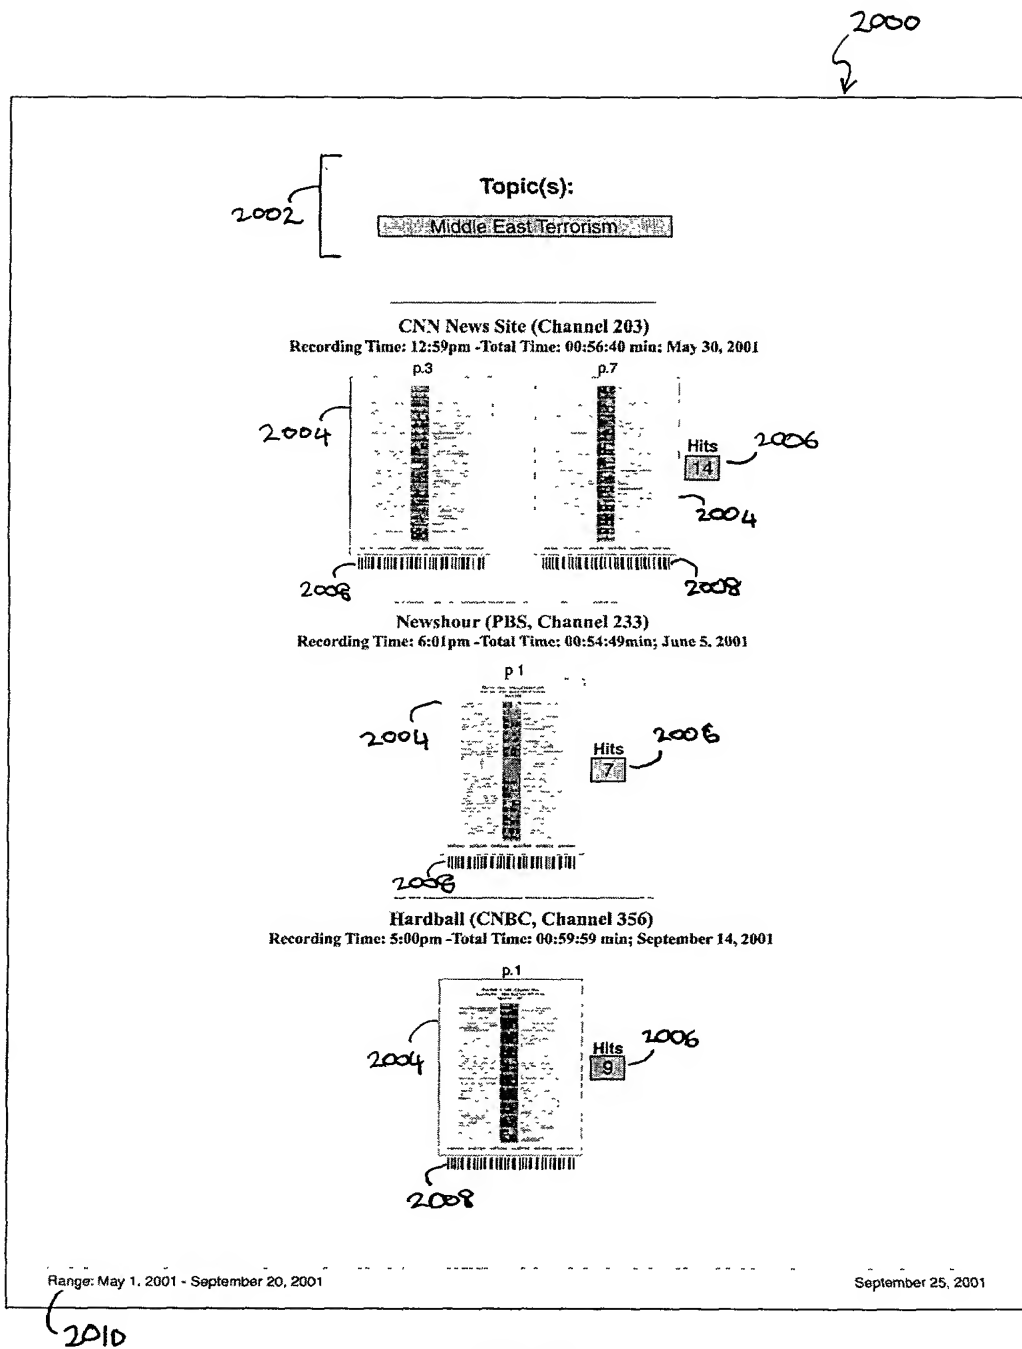 2000
Topic(s):
2002
Middle East Terrorism
CNN News Site (Channel 203)
Recording Time: 12:59pm -Total Time: 00:56:40 min; May 30, 2001
p.3 p.7
2004
Hits 2006
14
2004
2008 2008
Newshour (PBS, Channel 233)
Recording Time: 6:01pm -Total Time: 00:54:49min; June 5, 2001
p 1
2004
Hits 2006
7
2008
Hardball (CNBC, Channel 356)
Recording Time: 5:00pm -Total Time: 00:59:59 min; September 14, 2001
p.1
2004
Hits 2006
9
2008
Range: May 1, 2001 - September 20, 2001 September 25, 2001
2010